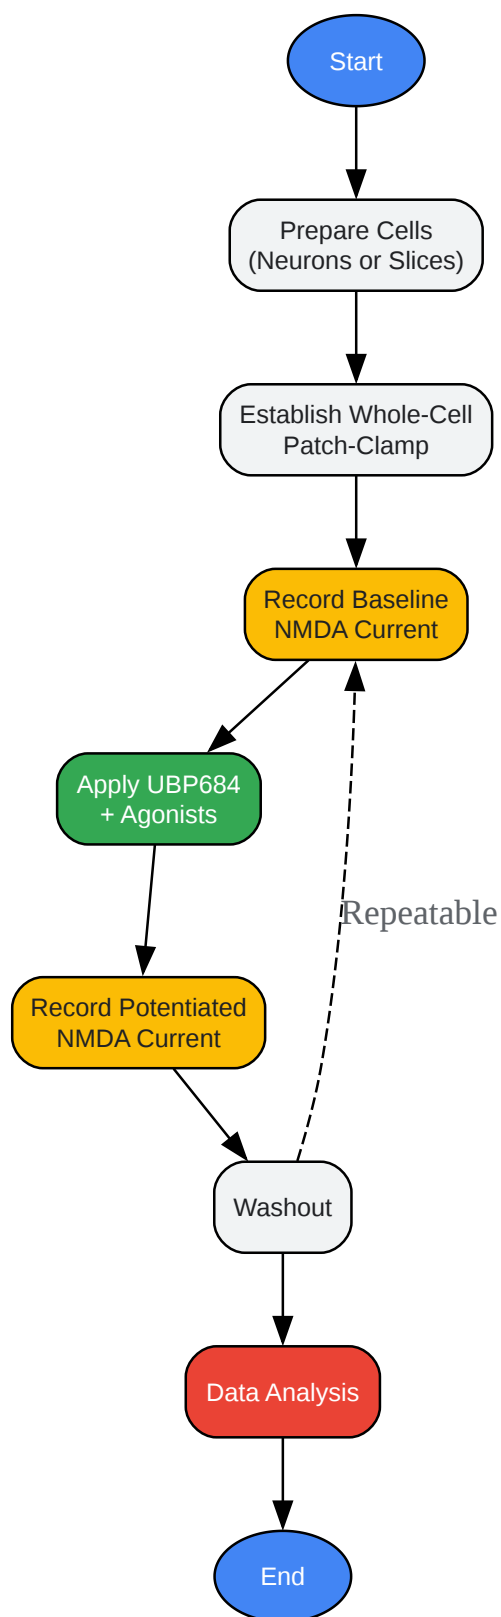 Start
Prepare Cells
(Neurons or Slices)
Establish Whole-Cell
Patch-Clamp
Record Baseline
NMDA Current
Apply UBP684
+ Agonists
Repeatable
Record Potentiated
NMDA Current
Washout
Data Analysis
End